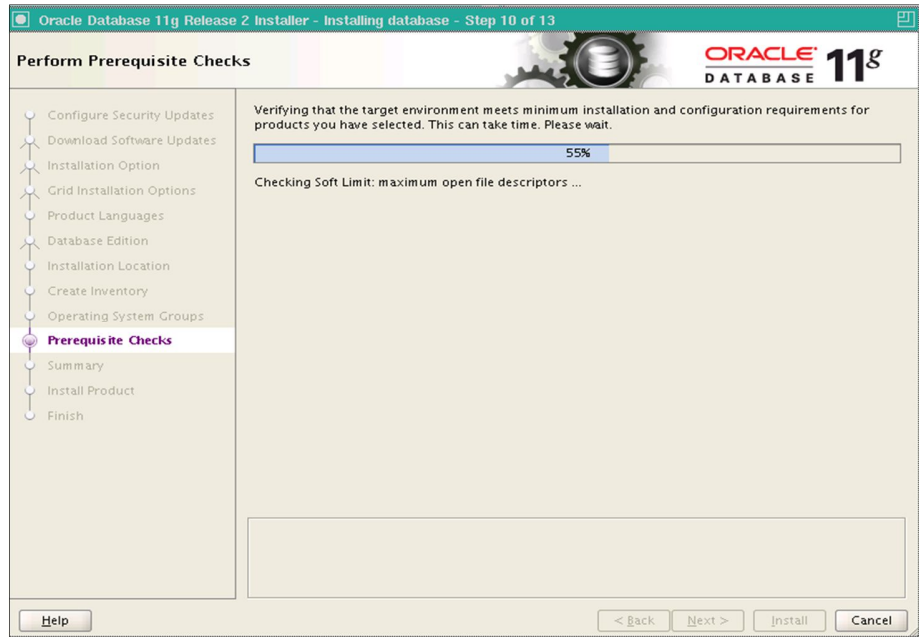 Oracle Database 11g Release 2 Installer - Installing database - Step 10 of 13
Perform Prerequisite Checks
ORACLE
DATABASE
11g
Configure Security Updates
Download Software Updates
Installation Option
Grid Installation Options
Product Languages
Database Edition
Installation Location
Create Inventory
Operating System Groups
Prerequisite Checks
Summary
Install Product
Finish
Verifying that the target environment meets minimum installation and configuration requirements for
products you have selected. This can take time. Please wait.
55%
Checking Soft Limit: maximum open file descriptors ...
Help
< Back
Next >
Install
Cancel